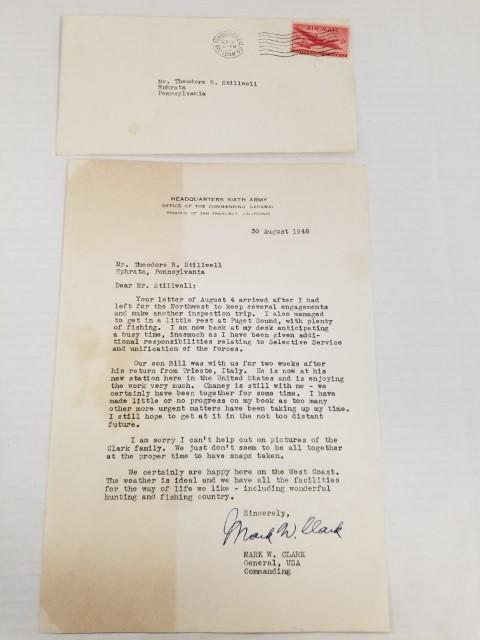 1948
AIR MAIL
Mr. Theodore R. Stillwell
Ephrata
Pennsylvania
HEADQUARTERS SIXTH ARMY
OFFICE OF THE COMMANDING GENERAL
PRESIDIO OF SAN FRANCISCO, CALIFORNIA
30 August 1948
Mr. Theodore R. Stillwell
Ephrata, Pennsylvania
Dear Mr. Stillwell:
Your letter of August 4 arrived after I had
left for the Northwest to keep several engagements
and make another inspection trip. I also managed
to get in a little rest at Puget Sound, with plenty
of fishing. I am now back at my desk anticipating
a busy time, inasmuch as I have been given addi-
tional responsibilities relating to Selective Service
and unification of the forces.
Our son Bill was with us for two weeks after
his return from Trieste, Italy. He is now at his
new station here in the United States and is enjoying
the work very much. Chaney is still with me - we
certainly have been together for some time. I have
made little or no progress on my book as too many
other more urgent matters have been taking up my time.
I still hope to get at it in the not too distant
future.
I am sorry I can't help out on pictures of the
Clark family. We just don't seem to be all together
at the proper time to have snaps taken.
We certainly are happy here on the West Coast.
The weather is ideal and we have all the facilities
for the way of life we like - including wonderful
hunting and fishing country.
Sincerely,
Mark W. Clark
MARK W. CLARK
General, USA
Commanding